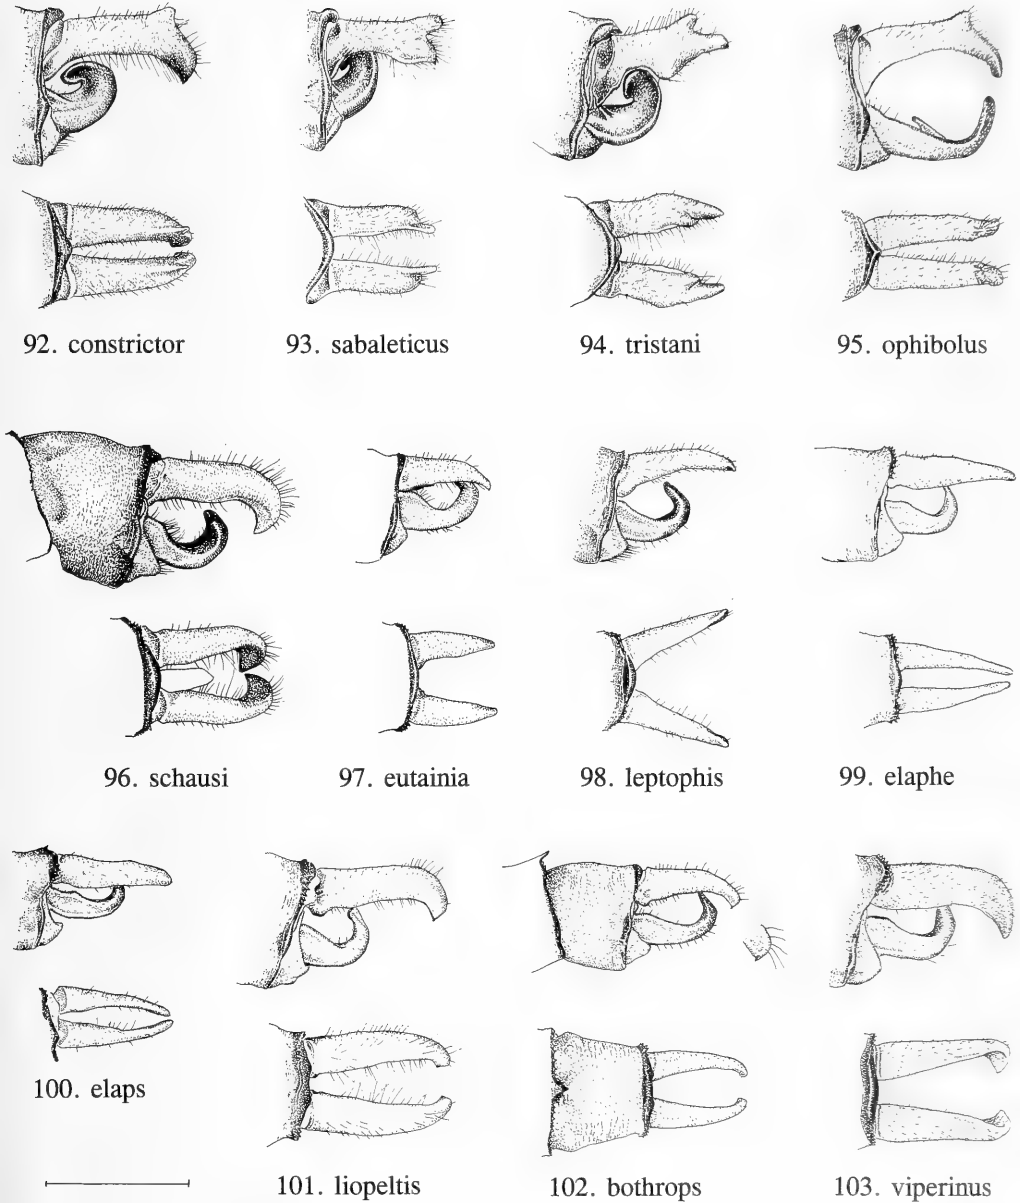 92. constrictor
93. sabaleticus
94. tristani
95. ophibolus
96. schausi
97. eutainia
98. leptophis
99. elaphe
100. elaps
101. liopeltis
102. bothrops
103. viperinus